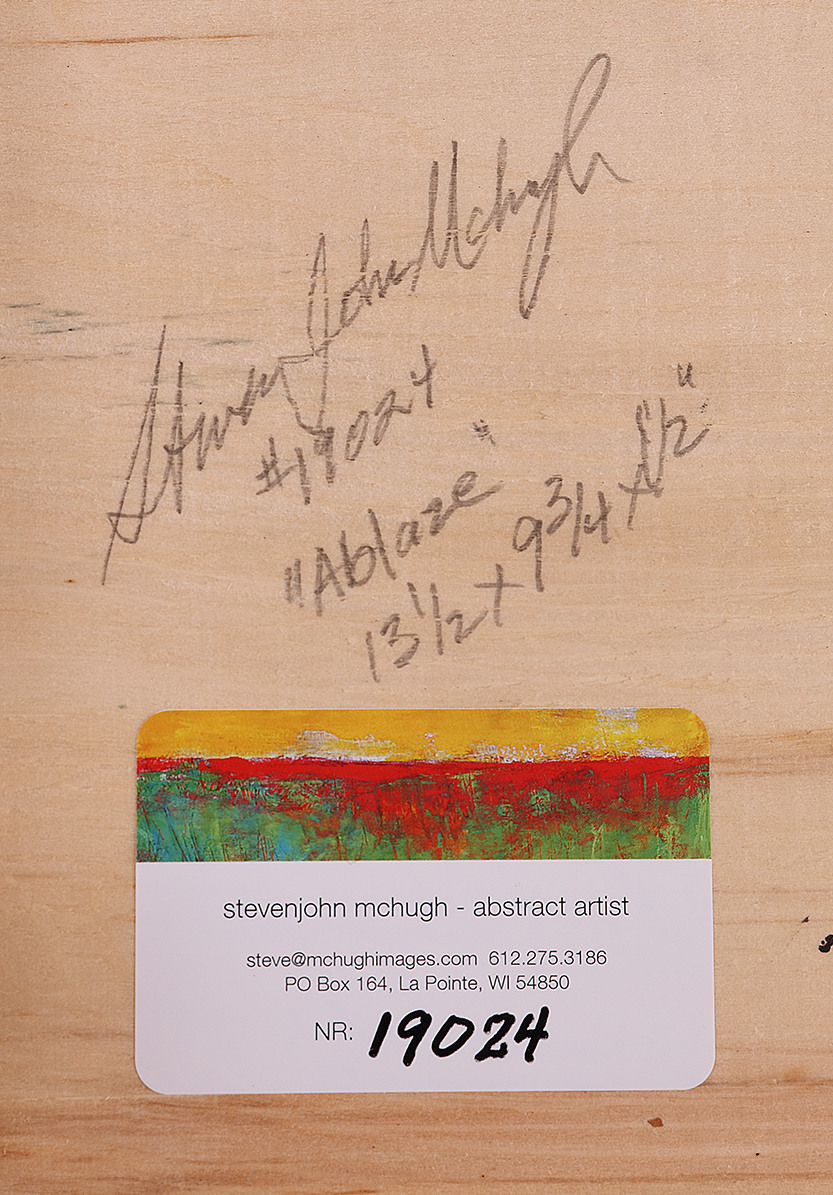 Steven John Mchugh
#19024
"Ablaze"
13 1/2 x 9 3/4 x 1 1/2"
stevenjohn mchugh - abstract artist
steve@mchughimages.com 612.275.3186
PO Box 164, La Pointe, WI 54850
NR: 19024